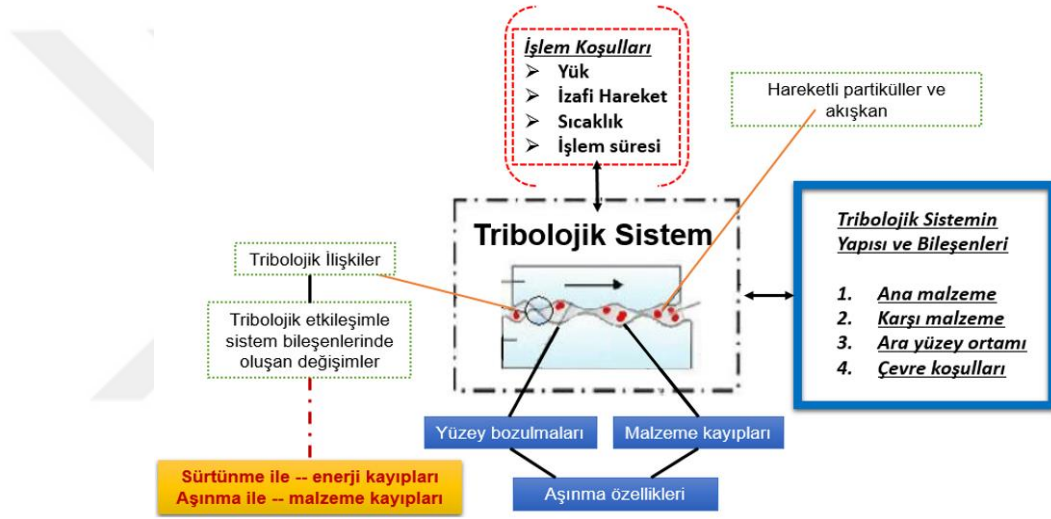 İşlem Koşulları
➢ Yük
➢ İzafi Hareket
➢ Sıcaklık
➢ İşlem süresi
Hareketli partiküller ve
akışkan
Tribolojik Sistem
Tribolojik Sistemin
Yapısı ve Bileşenleri
1. Ana malzeme
2. Karşı malzeme
3. Ara yüzey ortamı
4. Çevre koşulları
Tribolojik İlişkiler
Tribolojik etkileşimle
sistem bileşenlerinde
oluşan değişimler
Yüzey bozulmaları
Malzeme kayıpları
Sürtünme ile -- enerji kayıpları
Aşınma ile -- malzeme kayıpları
Aşınma özellikleri